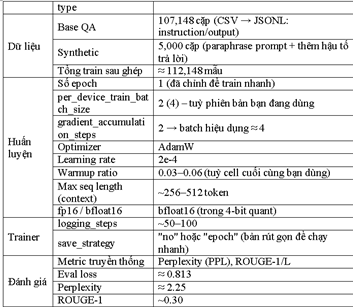 type
Dữ liệu
Base QA
107,148 cặp (CSV → JSONL:
instruction/output)
Synthetic
5,000 cặp (paraphrase prompt + thêm hậu tố
trả lời)
Tổng train sau ghép
≈ 112,148 mẫu
Huấn
luyện
Số epoch
1 (đã chỉnh để train nhanh)
per_device_train_bat
ch_size
2 (4) – tuỳ phiên bản bạn đang dùng
gradient_accumulati
on_steps
2 → batch hiệu dụng ≈ 4
Optimizer
AdamW
Learning rate
2e-4
Warmup ratio
0.03–0.06 (tuỳ cell cuối cùng bạn dùng)
Max seq length
(context)
~256–512 token
fp16 / bfloat16
bfloat16 (trong 4-bit quant)
Trainer
logging_steps
~50–100
save_strategy
"no" hoặc "epoch" (bản rút gọn để chạy
nhanh)
Đánh giá
Metric truyền thống
Perplexity (PPL), ROUGE-1/L
Eval loss
≈ 0.813
Perplexity
≈ 2.25
ROUGE-1
~0.30